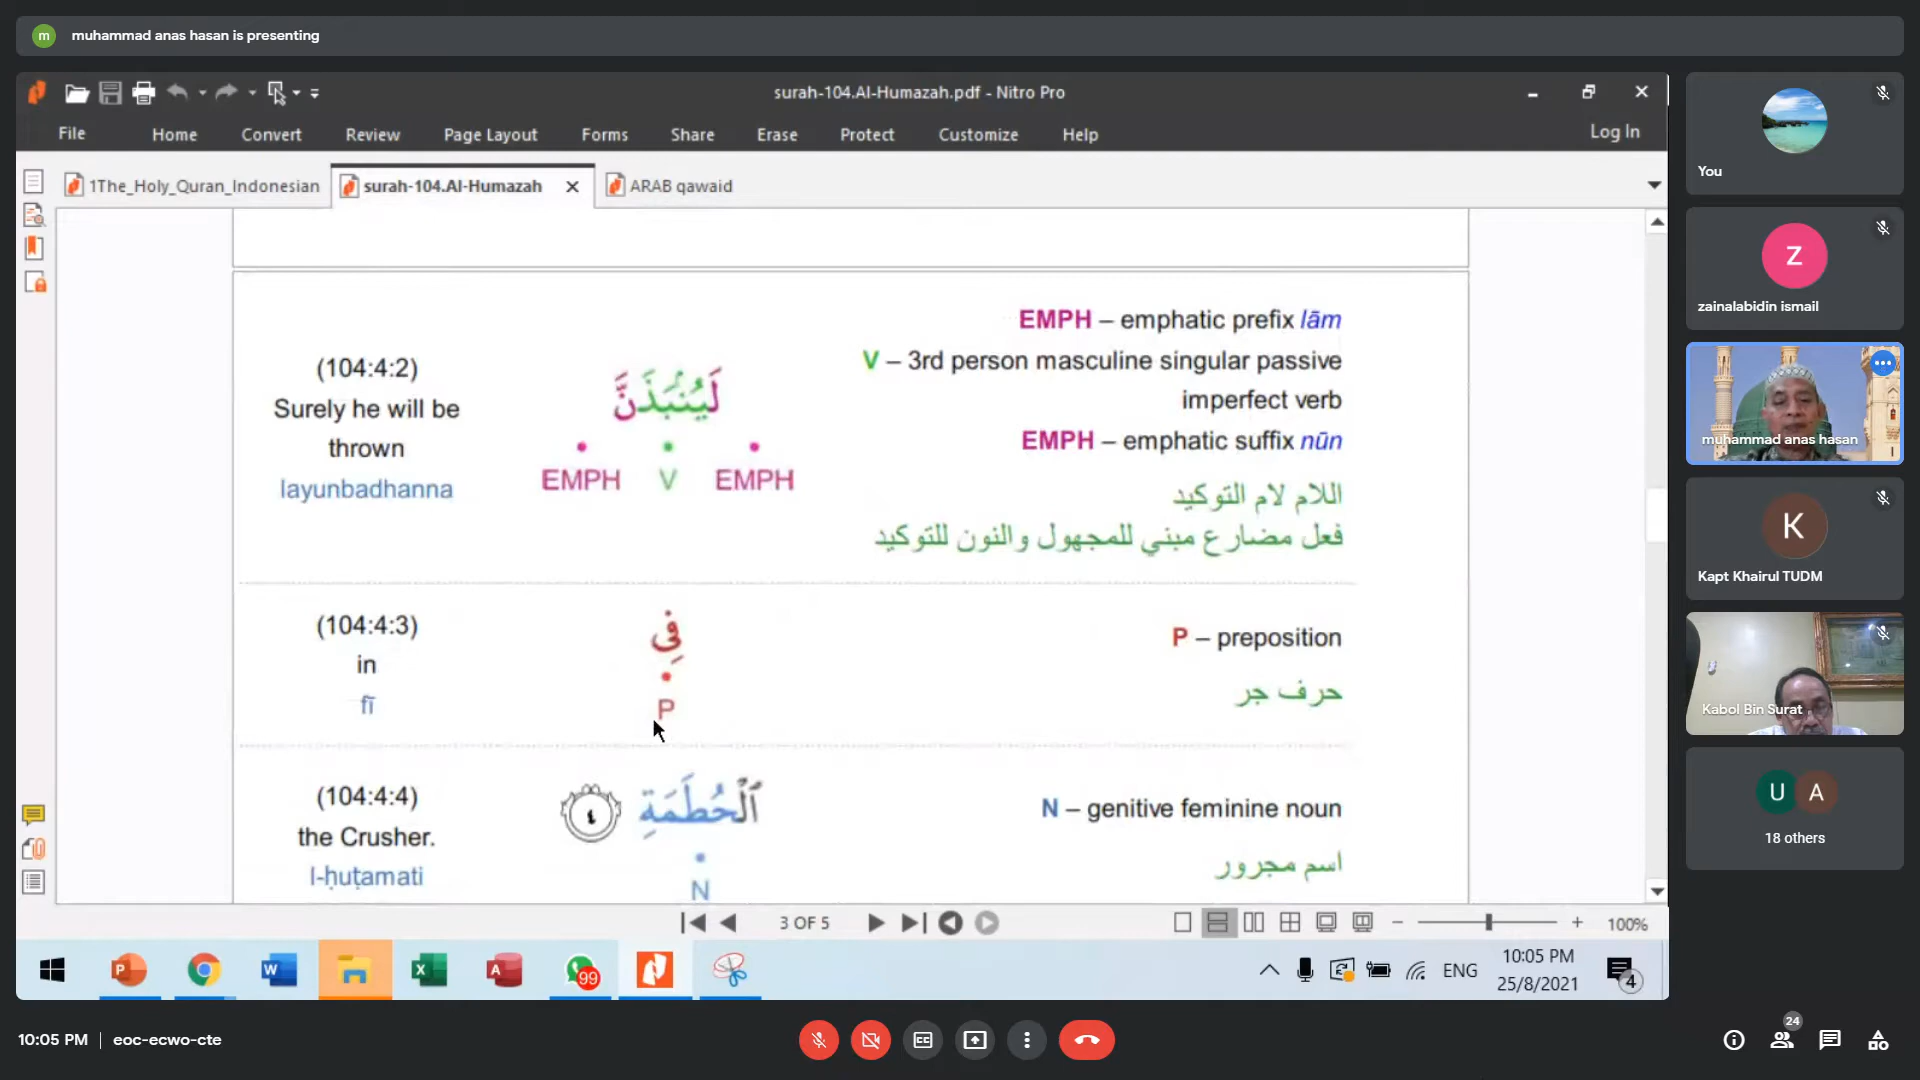 m muhammad anas hasan is presenting
surah-104.Al-Humazah.pdf - Nitro Pro
File Home Convert Review Page Layout Forms Share Erase Protect Customize Help Log In
1The_Holy_Quran_Indonesian surah-104.Al-Humazah ARAB qawaid
(104:4:2)
Surely he will be
thrown
layunbadhanna
لَيُنۢبَذَنَّ
EMPH V EMPH
EMPH – emphatic prefix lām
V – 3rd person masculine singular passive
imperfect verb
EMPH – emphatic suffix nūn
اللام لام التوكيد
فعل مضارع مبني للمجهول والنون للتوكيد
(104:4:3)
in
fī
فِى
P
P – preposition
حرف جر
(104:4:4)
the Crusher.
l-ḥuṭamati
ٱلْحُطَمَةِ ٤
N
N – genitive feminine noun
اسم مجرور
3 OF 5
100%
99
ENG
10:05 PM
25/8/2021
4
You
Z
zainalabidin ismail
muhammad anas hasan
K
Kapt Khairul TUDM
Kabol Bin Surat
U A
18 others
10:05 PM | eoc-ecwo-cte
24